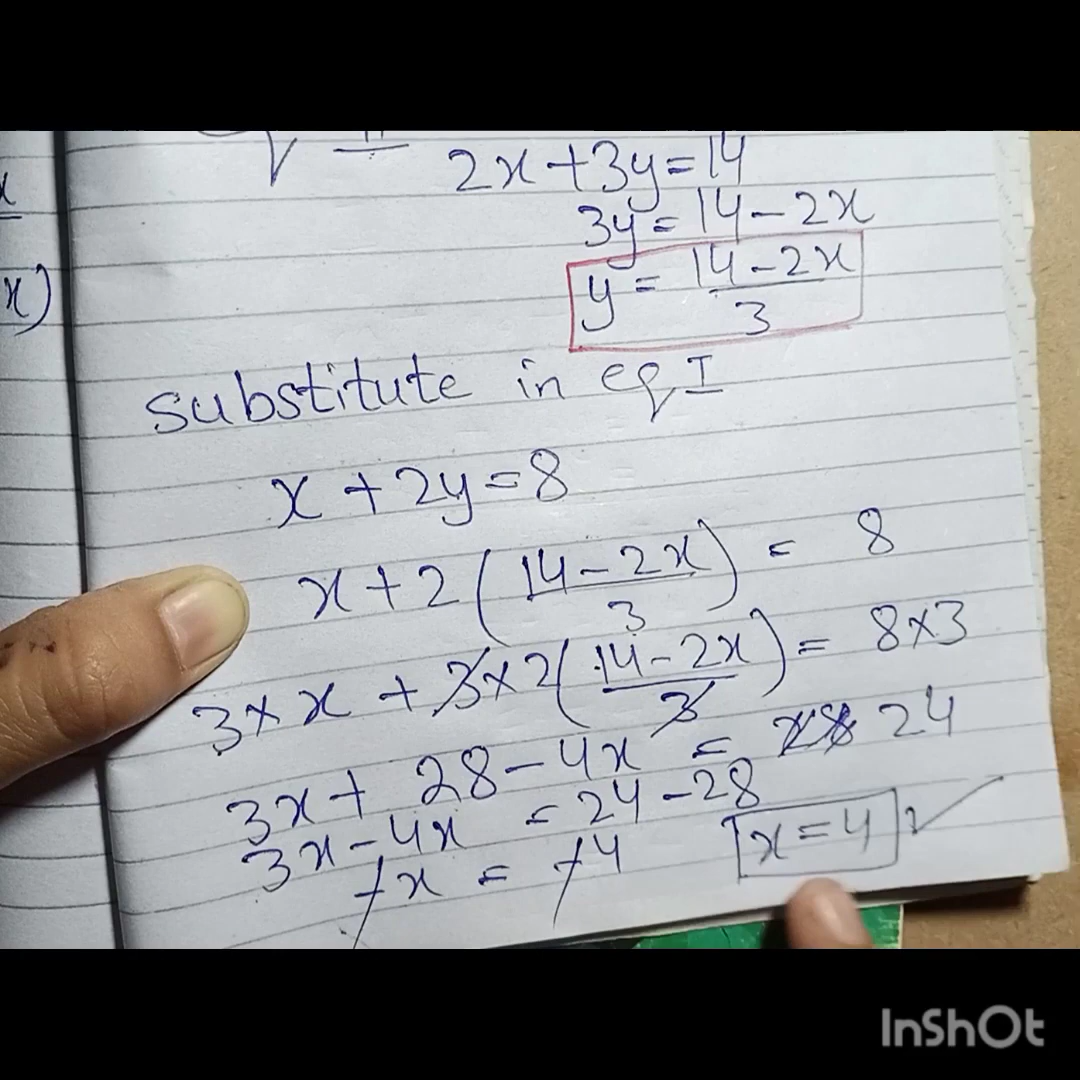 x
x)
2x + 3y = 14
3y = 14 - 2x
y = 14 - 2x / 3
substitute in eq I
x + 2y = 8
x + 2 ( 14 - 2x / 3 ) = 8
3 × x + 3 × 2 ( 14 - 2x / 3 ) = 8 × 3
3x + 28 - 4x = 24
3x - 4x = 24 - 28
-x = -4 x = 4
InShOt